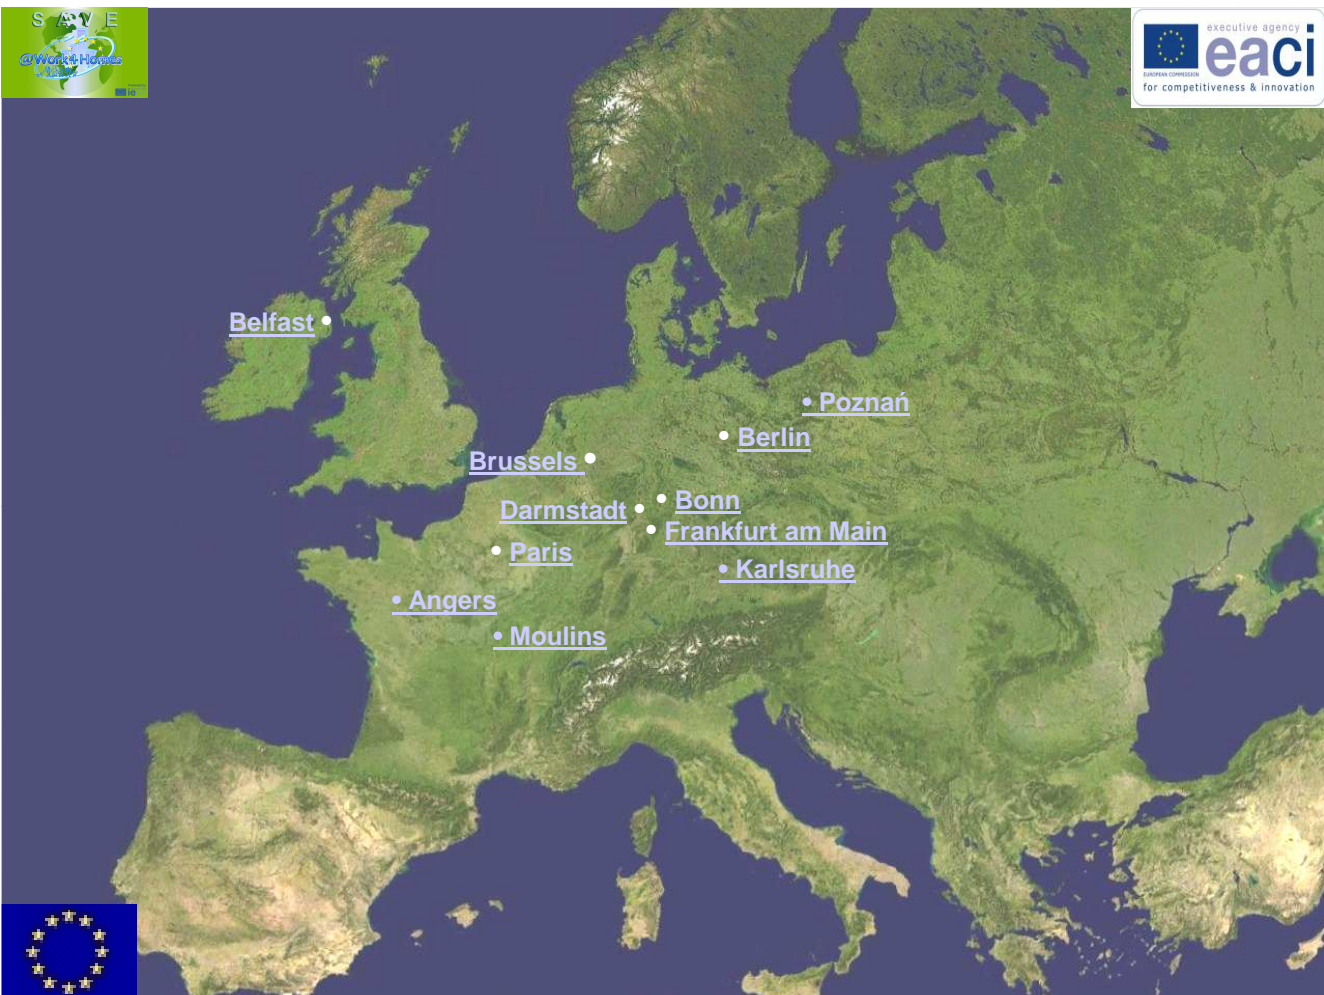 S A V E
@Work4Homes
ie
executive agency
eaci
EUROPEAN COMMISSION
for competitiveness & innovation
Belfast •
• Poznań
• Berlin
Brussels •
• Bonn
Darmstadt •
• Frankfurt am Main
• Paris
• Karlsruhe
• Angers
• Moulins